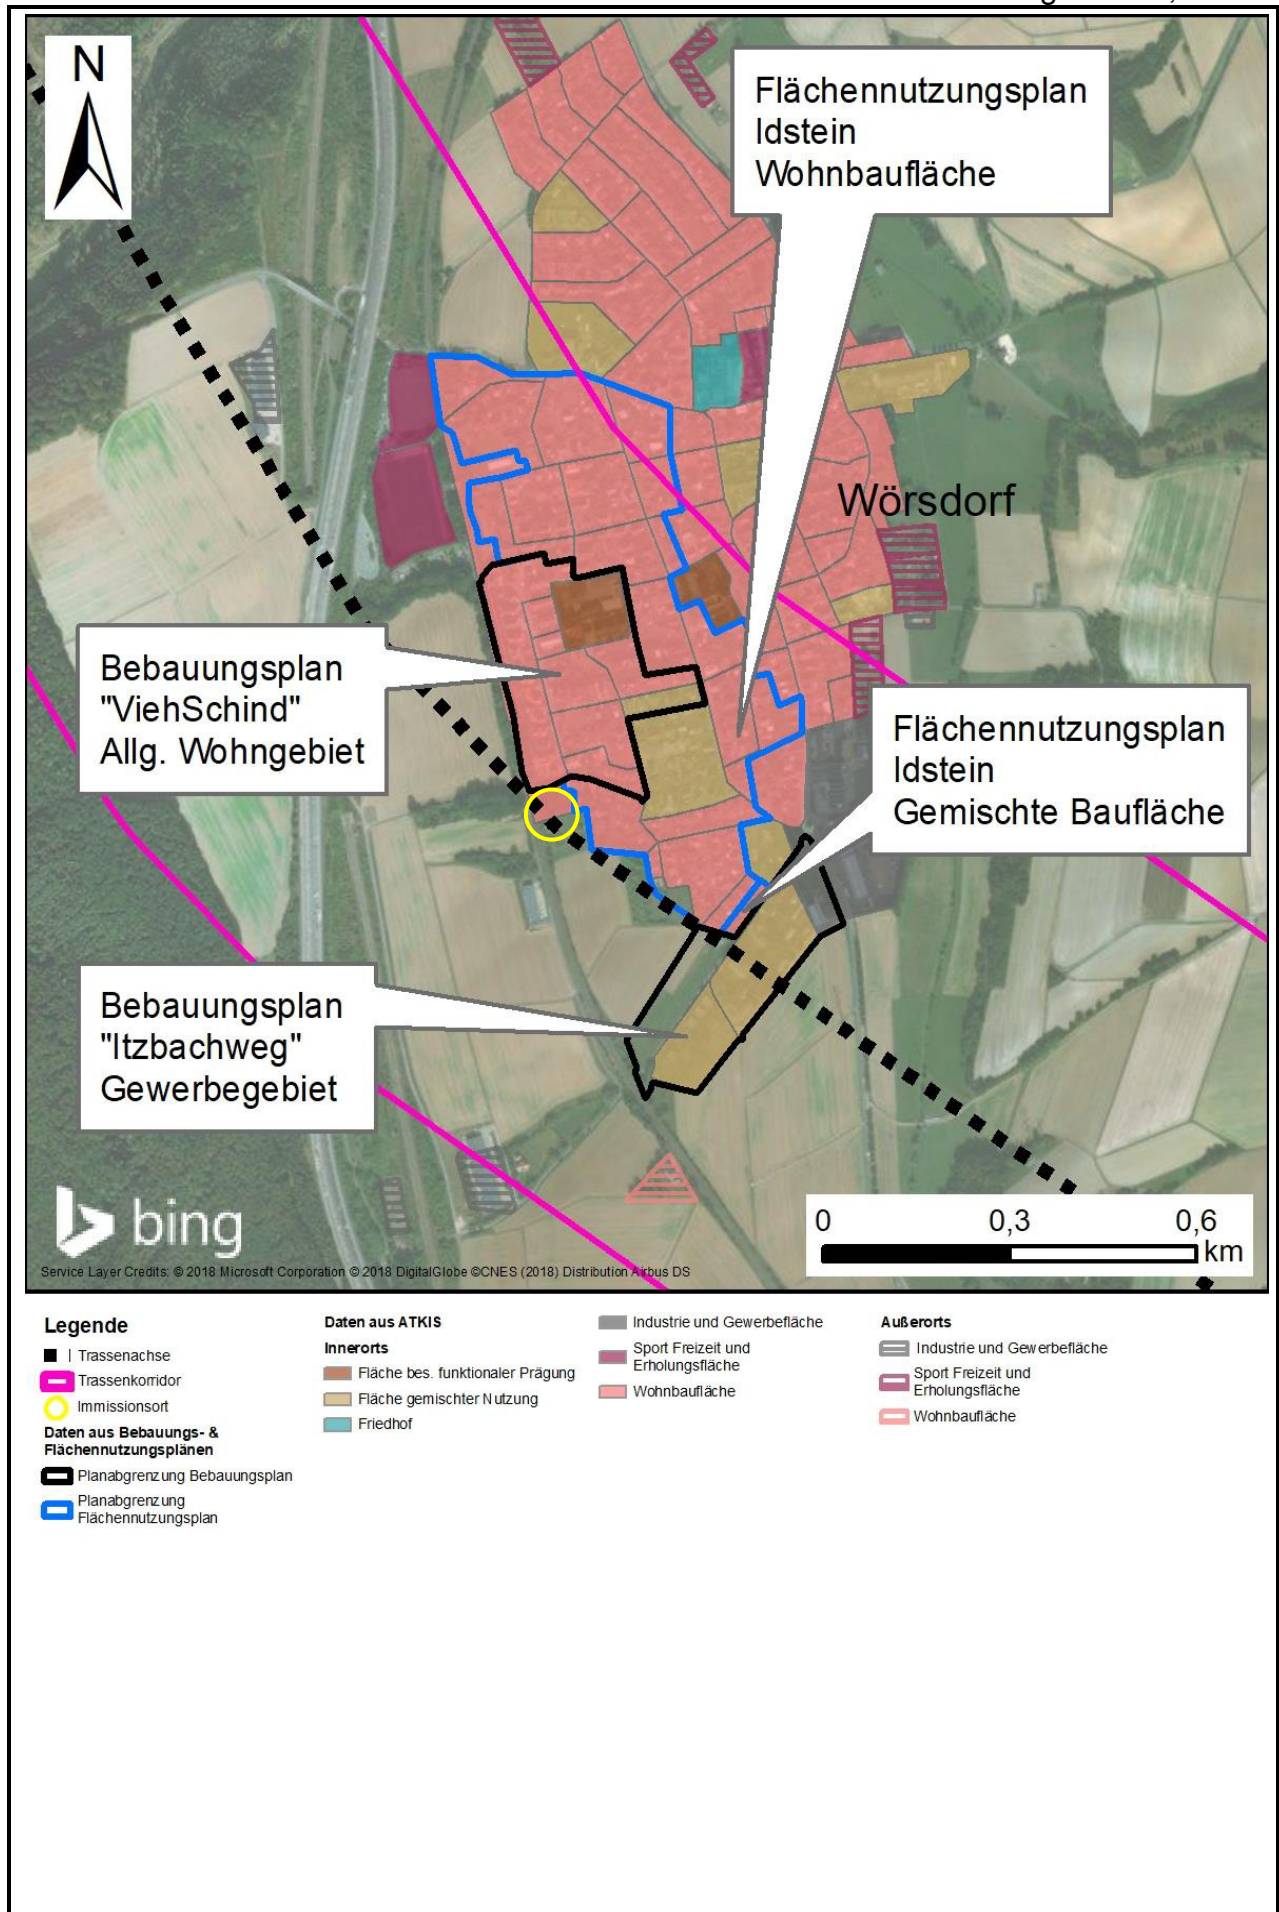 N
Flächennutzungsplan
Idstein
Wohnbaufläche
Wörsdorf
Bebauungsplan
"ViehSchind"
Allg. Wohngebiet
Flächennutzungsplan
Idstein
Gemischte Baufläche
Bebauungsplan
"Itzbachweg"
Gewerbegebiet
bing
0 0,3 0,6
km
Service Layer Credits: © 2018 Microsoft Corporation © 2018 DigitalGlobe ©CNES (2018) Distribution Airbus DS
Legende
Trassenachse
Trassenkorridor
Immissionsort
Daten aus Bebauungs- &
Flächennutzungsplänen
Planabgrenzung Bebauungsplan
Planabgrenzung
Flächennutzungsplan
Daten aus ATKIS
Innerorts
Fläche bes. funktionaler Prägung
Fläche gemischter Nutzung
Friedhof
Industrie und Gewerbefläche
Sport Freizeit und
Erholungsfläche
Wohnbaufläche
Außerorts
Industrie und Gewerbefläche
Sport Freizeit und
Erholungsfläche
Wohnbaufläche